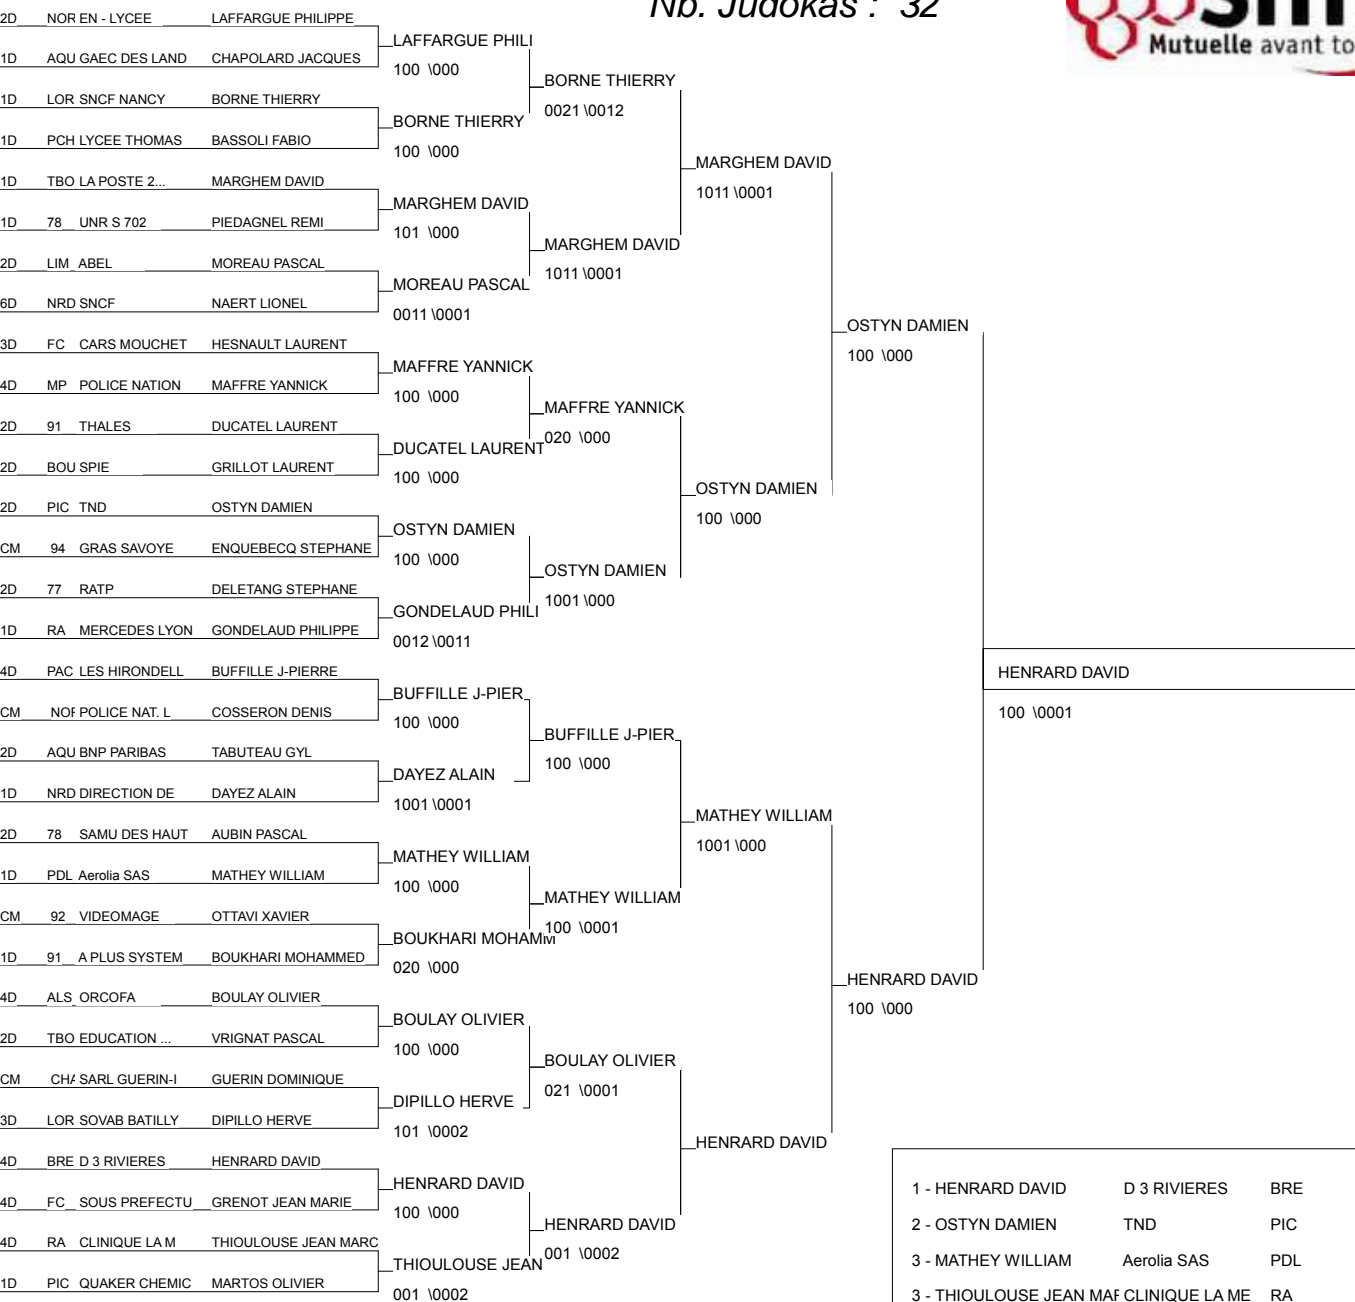 Nb. Judokas : 32
Mutuelle avant to
2D NOR EN - LYCEE LAFFARGUE PHILIPPE
LAFFARGUE PHILI
1D AQU GAEC DES LAND CHAPOLARD JACQUES
100 \000
BORNE THIERRY
1D LOR SNCF NANCY BORNE THIERRY
0021 \0012
BORNE THIERRY
1D PCH LYCEE THOMAS BASSOLI FABIO
100 \000
MARGHEM DAVID
1D TBO LA POSTE 2... MARGHEM DAVID
1011 \0001
MARGHEM DAVID
1D 78 UNR S 702 PIEDAGNEL REMI
101 \000
MARGHEM DAVID
2D LIM ABEL MOREAU PASCAL
1011 \0001
MOREAU PASCAL
6D NRD SNCF NAERT LIONEL
0011 \0001
OSTYN DAMIEN
3D FC CARS MOUCHET HESNAULT LAURENT
100 \000
MAFFRE YANNICK
4D MP POLICE NATION MAFFRE YANNICK
100 \000
MAFFRE YANNICK
2D 91 THALES DUCATEL LAURENT
020 \000
DUCATEL LAURENT
2D BOU SPIE GRILLOT LAURENT
100 \000
OSTYN DAMIEN
2D PIC TND OSTYN DAMIEN
100 \000
OSTYN DAMIEN
CM 94 GRAS SAVOYE ENQUEBECQ STEPHANE
100 \000
OSTYN DAMIEN
2D 77 RATP DELETANG STEPHANE
1001 \000
GONDELAUD PHILI
1D RA MERCEDES LYON GONDELAUD PHILIPPE
0012 \0011
HENRARD DAVID
4D PAC LES HIRONDELL BUFFILLE J-PIERRE
100 \0001
BUFFILLE J-PIER
CM POLICE NAT. L COSSERON DENIS
100 \000
BUFFILLE J-PIER
2D AQU BNP PARIBAS TABUTEAU GYL
100 \000
DAYEZ ALAIN
1D NRD DIRECTION DE DAYEZ ALAIN
1001 \0001
MATHEY WILLIAM
2D 78 SAMU DES HAUT AUBIN PASCAL
1001 \000
MATHEY WILLIAM
1D PDL Aerolia SAS MATHEY WILLIAM
100 \000
MATHEY WILLIAM
CM 92 VIDEOMAGE OTTAVI XAVIER
100 \0001
BOUKHARI MOHAMM
1D 91 A PLUS SYSTEM BOUKHARI MOHAMMED
020 \000
HENRARD DAVID
4D ALS ORCOFA BOULAY OLIVIER
100 \000
BOULAY OLIVIER
2D TBO EDUCATION ... VRIGNAT PASCAL
100 \000
BOULAY OLIVIER
CM SARL GUERIN-I GUERIN DOMINIQUE
021 \0001
DIPILLO HERVE
3D LOR SOVAB BATILLY DIPILLO HERVE
101 \0002
HENRARD DAVID
4D BRE D 3 RIVIERES HENRARD DAVID
HENRARD DAVID
4D FC SOUS PREFECTU GRENOT JEAN MARIE
100 \000
HENRARD DAVID
4D RA CLINIQUE LA M THIOULOUSE JEAN MARC
001 \0002
THIOULOUSE JEAN
1D PIC QUAKER CHEMIC MARTOS OLIVIER
001 \0002
1 - HENRARD DAVID D 3 RIVIERES BRE
2 - OSTYN DAMIEN TND PIC
3 - MATHEY WILLIAM Aerolia SAS PDL
3 - THIOULOUSE JEAN MAR CLINIQUE LA ME RA